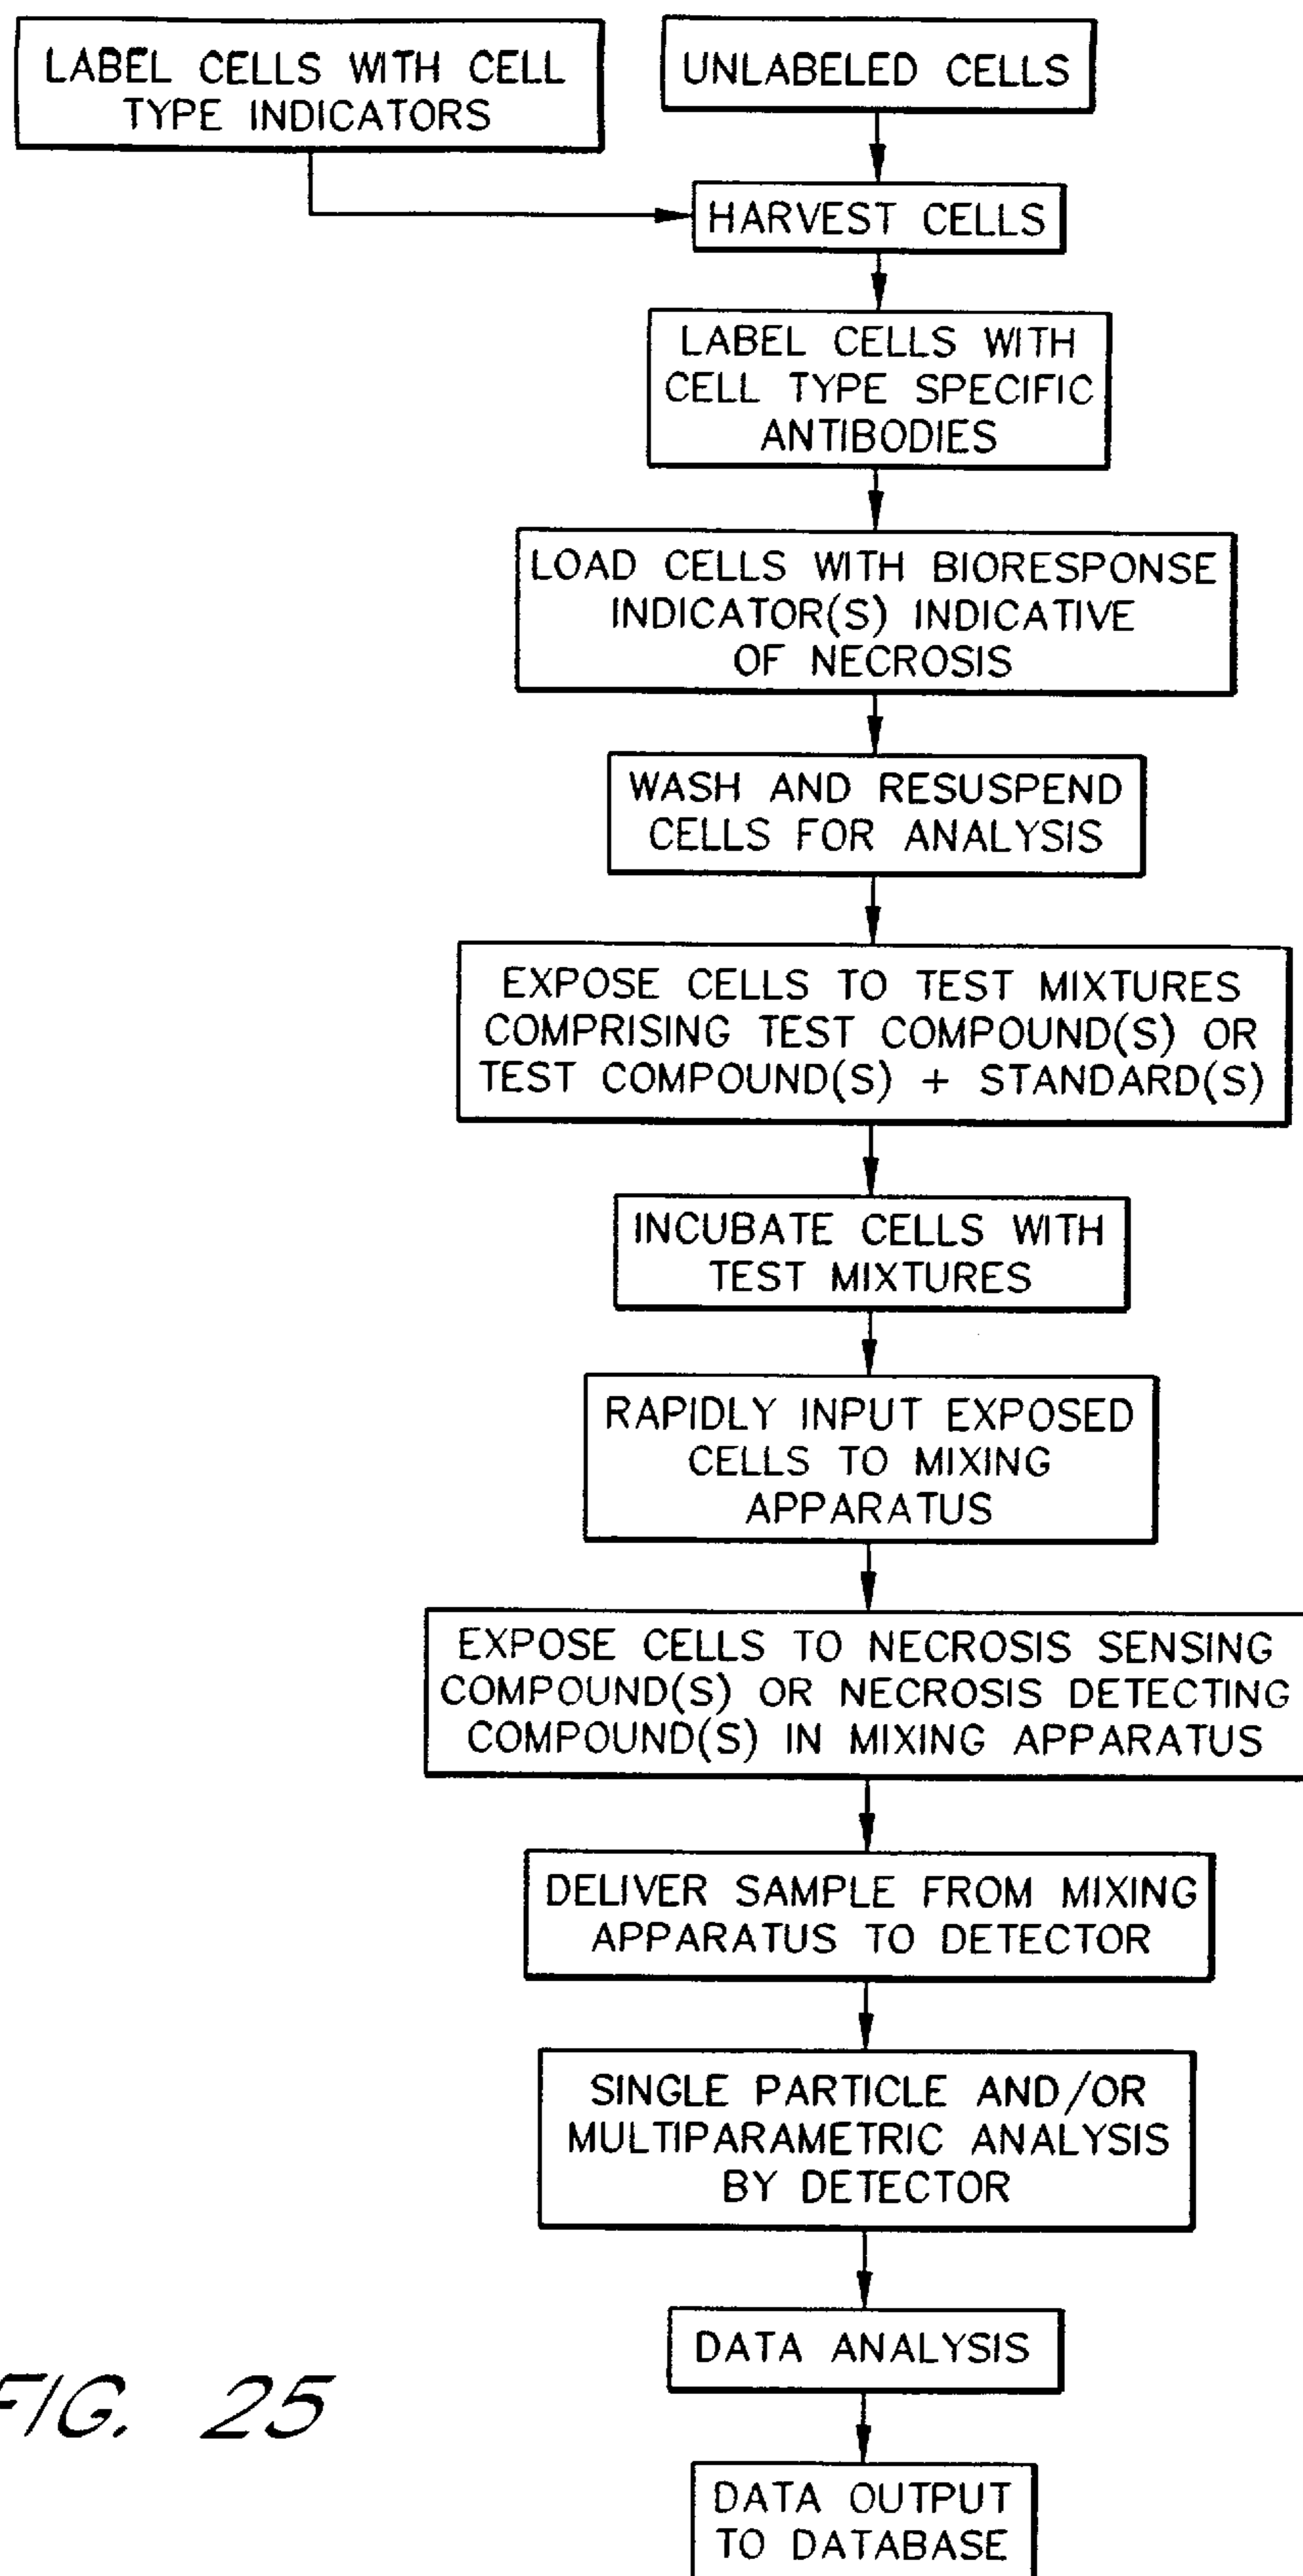 LABEL CELLS WITH CELL
TYPE INDICATORS
UNLABELED CELLS
HARVEST CELLS
LABEL CELLS WITH
CELL TYPE SPECIFIC
ANTIBODIES
LOAD CELLS WITH BIORESPONSE
INDICATOR(S) INDICATIVE
OF NECROSIS
WASH AND RESUSPEND
CELLS FOR ANALYSIS
EXPOSE CELLS TO TEST MIXTURES
COMPRISING TEST COMPOUND(S) OR
TEST COMPOUND(S) + STANDARD(S)
INCUBATE CELLS WITH
TEST MIXTURES
RAPIDLY INPUT EXPOSED
CELLS TO MIXING
APPARATUS
EXPOSE CELLS TO NECROSIS SENSING
COMPOUND(S) OR NECROSIS DETECTING
COMPOUND(S) IN MIXING APPARATUS
DELIVER SAMPLE FROM MIXING
APPARATUS TO DETECTOR
SINGLE PARTICLE AND/OR
MULTIPARAMETRIC ANALYSIS
BY DETECTOR
DATA ANALYSIS
FIG. 25
DATA OUTPUT
TO DATABASE